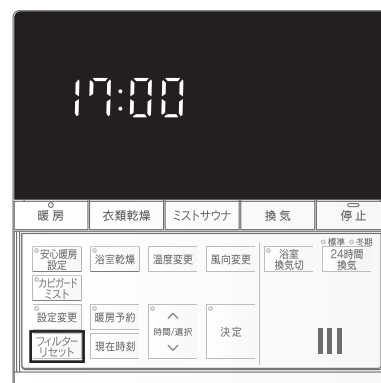 17:00
暖房
衣類乾燥
ミストサウナ
換気
停止
標準
冬期
安心暖房
設定
浴室乾燥
温度変更
風向変更
浴室
換気切
24時間
換気
カビガード
ミスト
設定変更
暖房予約
時間/選択
決定
フィルター
リセット
現在時刻